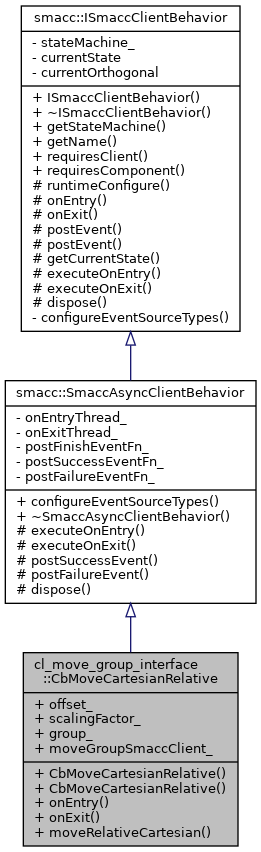 smacc::ISmaccClientBehavior
- stateMachine_
- currentState
- currentOrthogonal
+ ISmaccClientBehavior()
+ ~ISmaccClientBehavior()
+ getStateMachine()
+ getName()
+ requiresClient()
+ requiresComponent()
# runtimeConfigure()
# onEntry()
# onExit()
# postEvent()
# postEvent()
# getCurrentState()
# executeOnEntry()
# executeOnExit()
# dispose()
- configureEventSourceTypes()
smacc::SmaccAsyncClientBehavior
- onEntryThread_
- onExitThread_
- postFinishEventFn_
- postSuccessEventFn_
- postFailureEventFn_
+ configureEventSourceTypes()
+ ~SmaccAsyncClientBehavior()
# executeOnEntry()
# executeOnExit()
# postSuccessEvent()
# postFailureEvent()
# dispose()
cl_move_group_interface
::CbMoveCartesianRelative
+ offset_
+ scalingFactor_
+ group_
+ moveGroupSmaccClient_
+ CbMoveCartesianRelative()
+ CbMoveCartesianRelative()
+ onEntry()
+ onExit()
+ moveRelativeCartesian()